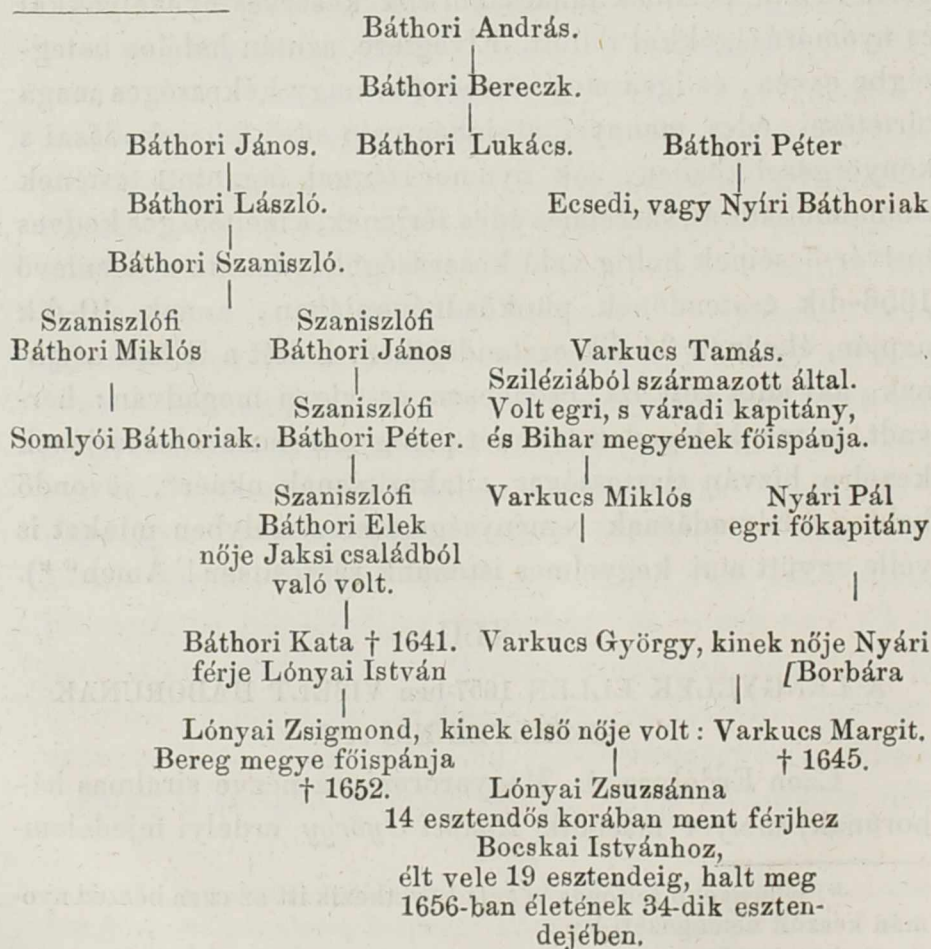 Báthori András.
Báthori Bereczk.
Báthori János. Báthori Lukács. Báthori Péter
Báthori László. Ecsedi, vagy Nyíri Báthoriak
Báthori Szaniszló.
Szaniszlófi Szaniszlófi
Báthori Miklós Báthori János Varkucs Tamás.
Sziléziából származott által.
Szaniszlófi Volt egri, s váradi kapitány,
Somlyói Báthoriak. Báthori Péter. és Bihar megyének főispánja.
Szaniszlófi Varkucs Miklós Nyári Pál
Báthori Elek egri főkapitány
nője Jaksi családból
való volt.
Báthori Kata † 1641. Varkucs György, kinek nője Nyári
férje Lónyai István [Borbára
Lónyai Zsigmond, kinek első nője volt : Varkucs Margit.
Bereg megye főispánja † 1645.
† 1652. Lónyai Zsuzsánna
14 esztendős korában ment férjhez
Bocskai Istvánhoz,
élt vele 19 esztendeig, hált meg
1656-ban életének 34-dik eszten-
dejében.